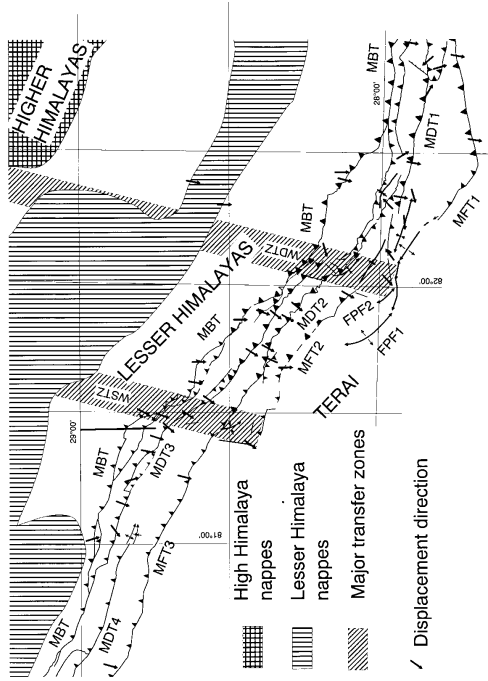 HIGHER
HIMALAYAS
MBT
28°00'
MDT1
MFT1
MBT
WDTZ
LESSER HIMALAYAS
MBT
MDT2
MFT2
FPF2
FPF1
82°00'
TERAI
WSTZ
29°00'
MBT
MDT3
MFT3
81°00'
MBT
MDT4
High Himalaya
nappes
Lesser Himalaya
nappes
Major transfer zones
Displacement direction